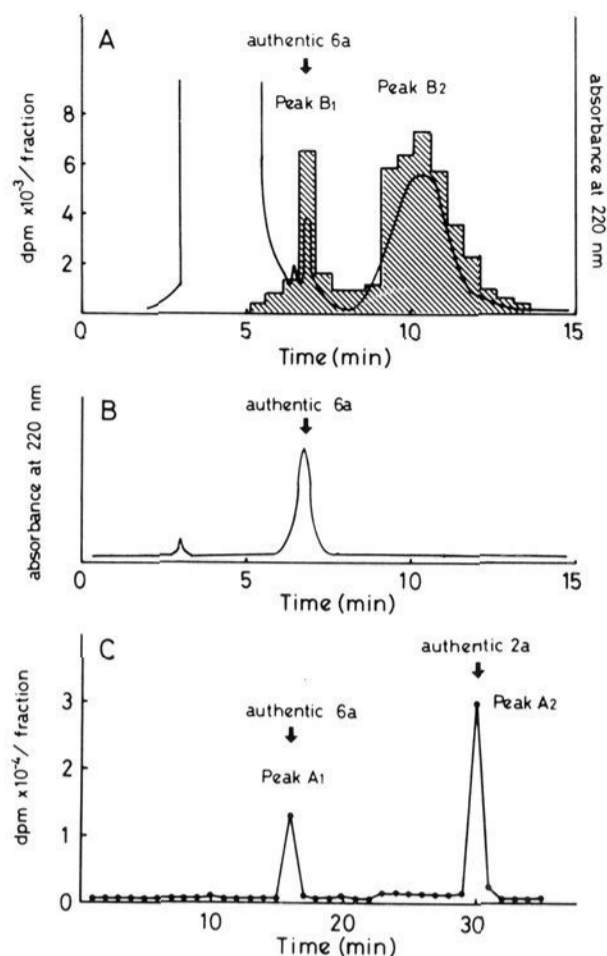 A
authentic 6a
Peak B1
Peak B2
8
6
4
2
dpm x10-3/fraction
absorbance at 220 nm
0 5 10 15
Time (min)
B
authentic 6a
absorbance at 220 nm
0 5 10 15
Time (min)
C
authentic 2a
authentic 6a
Peak A2
Peak A1
3
2
1
0
dpm x10-4/ fraction
10 20 30
Time (min)